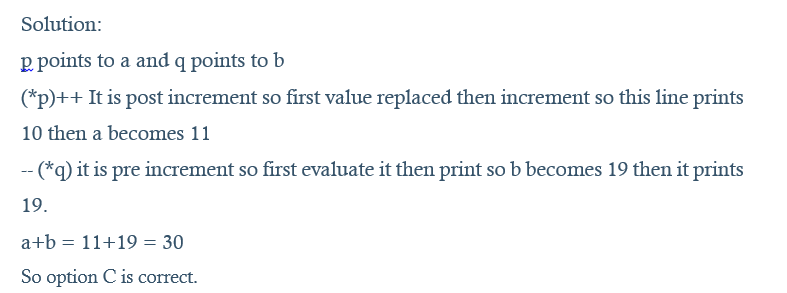 Solution:
p points to a and q points to b
(*p)++ It is post increment so first value replaced then increment so this line prints
10 then a becomes 11
-- (*q) it is pre increment so first evaluate it then print so b becomes 19 then it prints
19.
a+b = 11+19 = 30
So option C is correct.